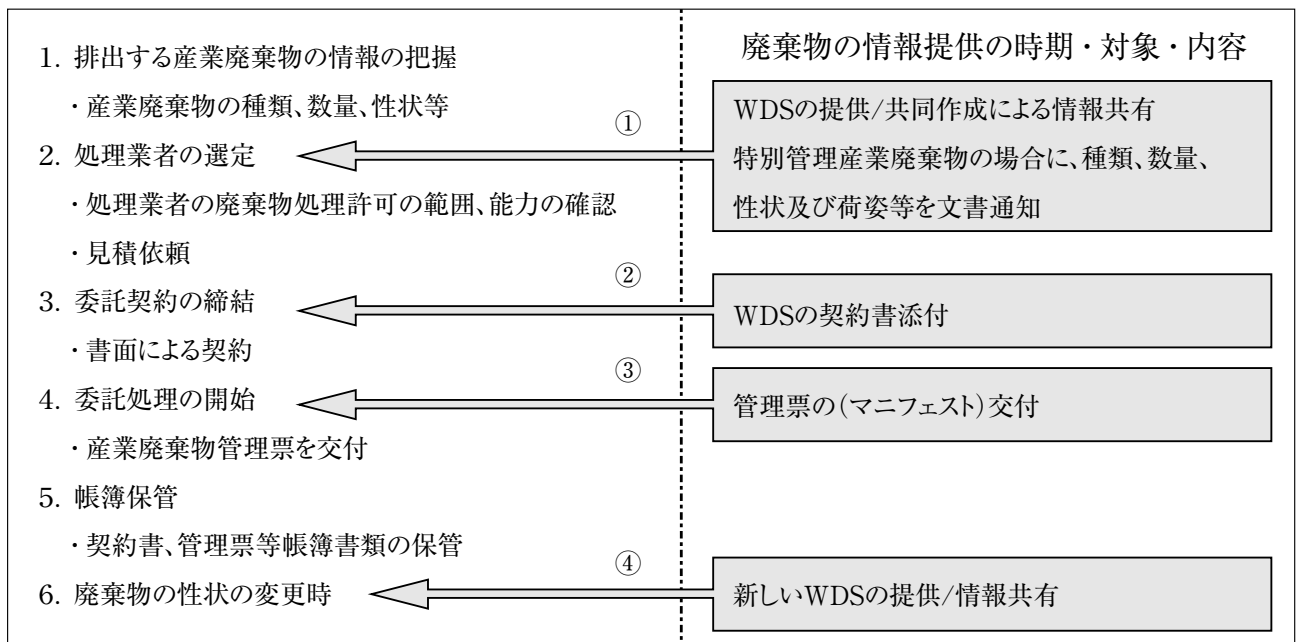 1. 排出する産業廃棄物の情報の把握
・産業廃棄物の種類、数量、性状等
2. 処理業者の選定
・処理業者の廃棄物処理許可の範囲、能力の確認
・見積依頼
3. 委託契約の締結
・書面による契約
4. 委託処理の開始
・産業廃棄物管理票を交付
5. 帳簿保管
・契約書、管理票等帳簿書類の保管
6. 廃棄物の性状の変更時
廃棄物の情報提供の時期・対象・内容
①
WDSの提供/共同作成による情報共有
特別管理産業廃棄物の場合に、種類、数量、
性状及び荷姿等を文書通知
②
WDSの契約書添付
③
管理票の(マニフェスト)交付
④
新しいWDSの提供/情報共有